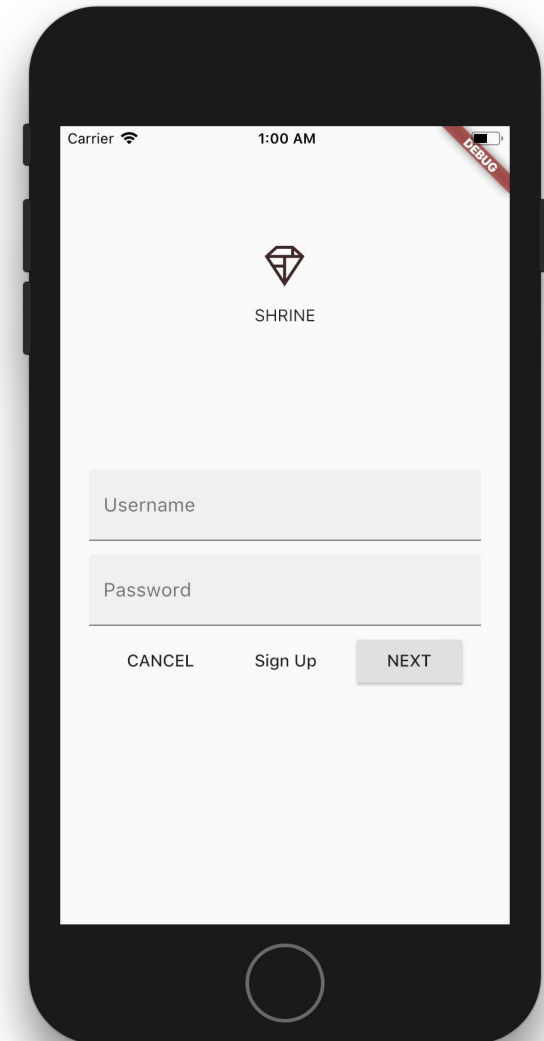 Carrier 1:00 AM
DEBUG
SHRINE
Username
Password
CANCEL Sign Up NEXT